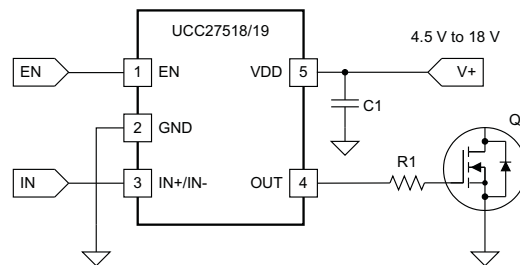 UCC27518/19
4.5 V to 18 V
EN 1 EN VDD 5 V+
C1
2 GND
Q
R1
IN 3 IN+/IN- OUT 4